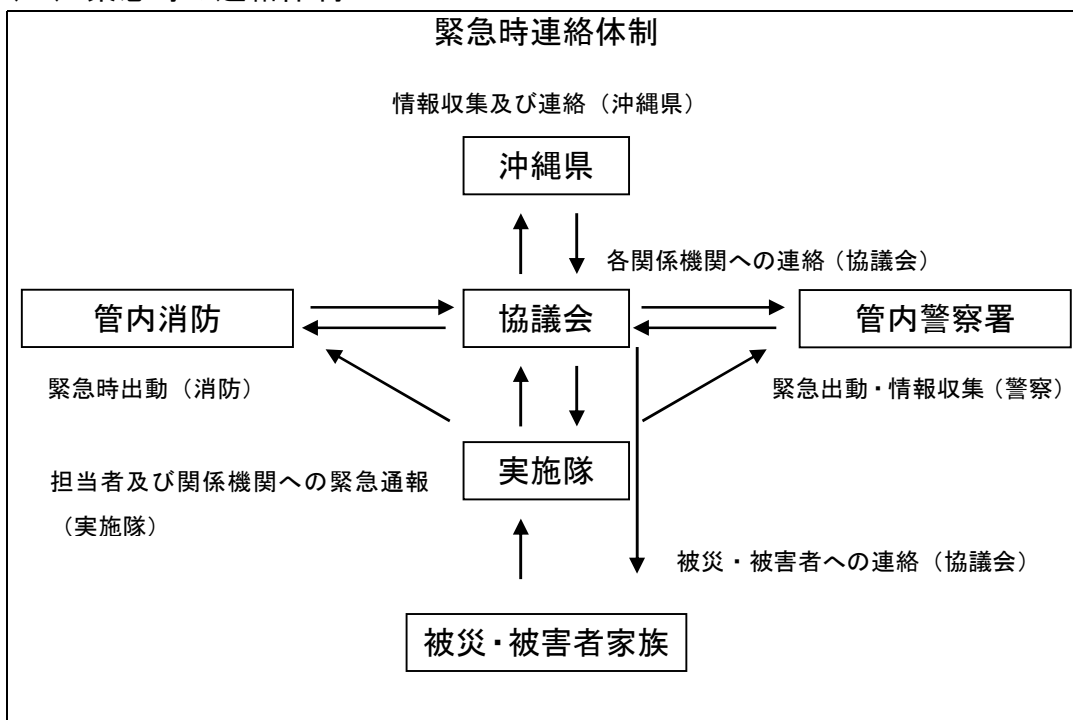 緊急時連絡体制
情報収集及び連絡（沖縄県）
沖縄県
各関係機関への連絡（協議会）
管内消防
協議会
管内警察署
緊急時出動（消防）
緊急出動・情報収集（警察）
実施隊
担当者及び関係機関への緊急通報
（実施隊）
被災・被害者への連絡（協議会）
被災・被害者家族